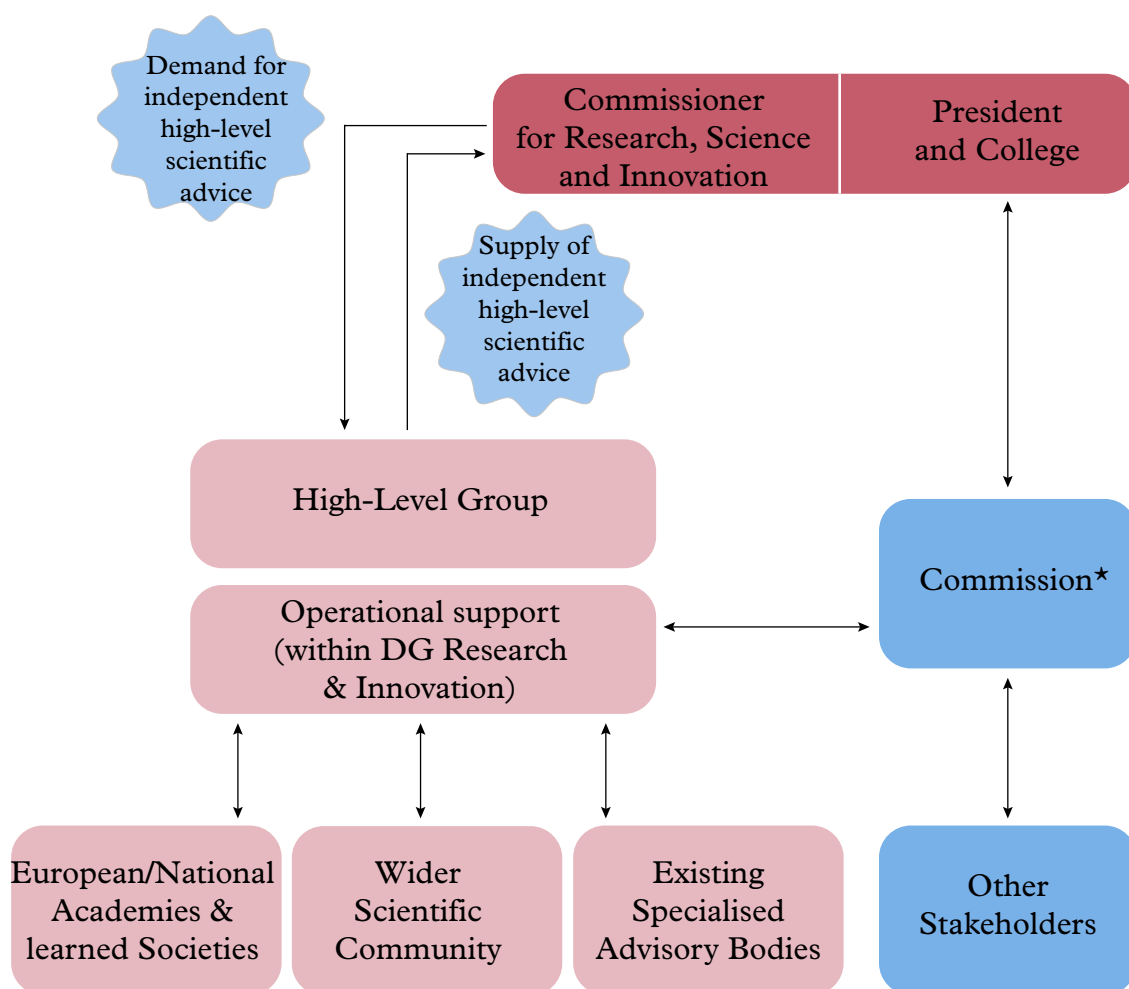 Demand for
independent
high-level
scientific
advice
Commissioner
for Research, Science
and Innovation
President
and College
Supply of
independent
high-level
scientific
advice
High-Level Group
Operational support
(within DG Research
& Innovation)
Commission★
European/National
Academies &
learned Societies
Wider
Scientific
Community
Existing
Specialised
Advisory Bodies
Other
Stakeholders